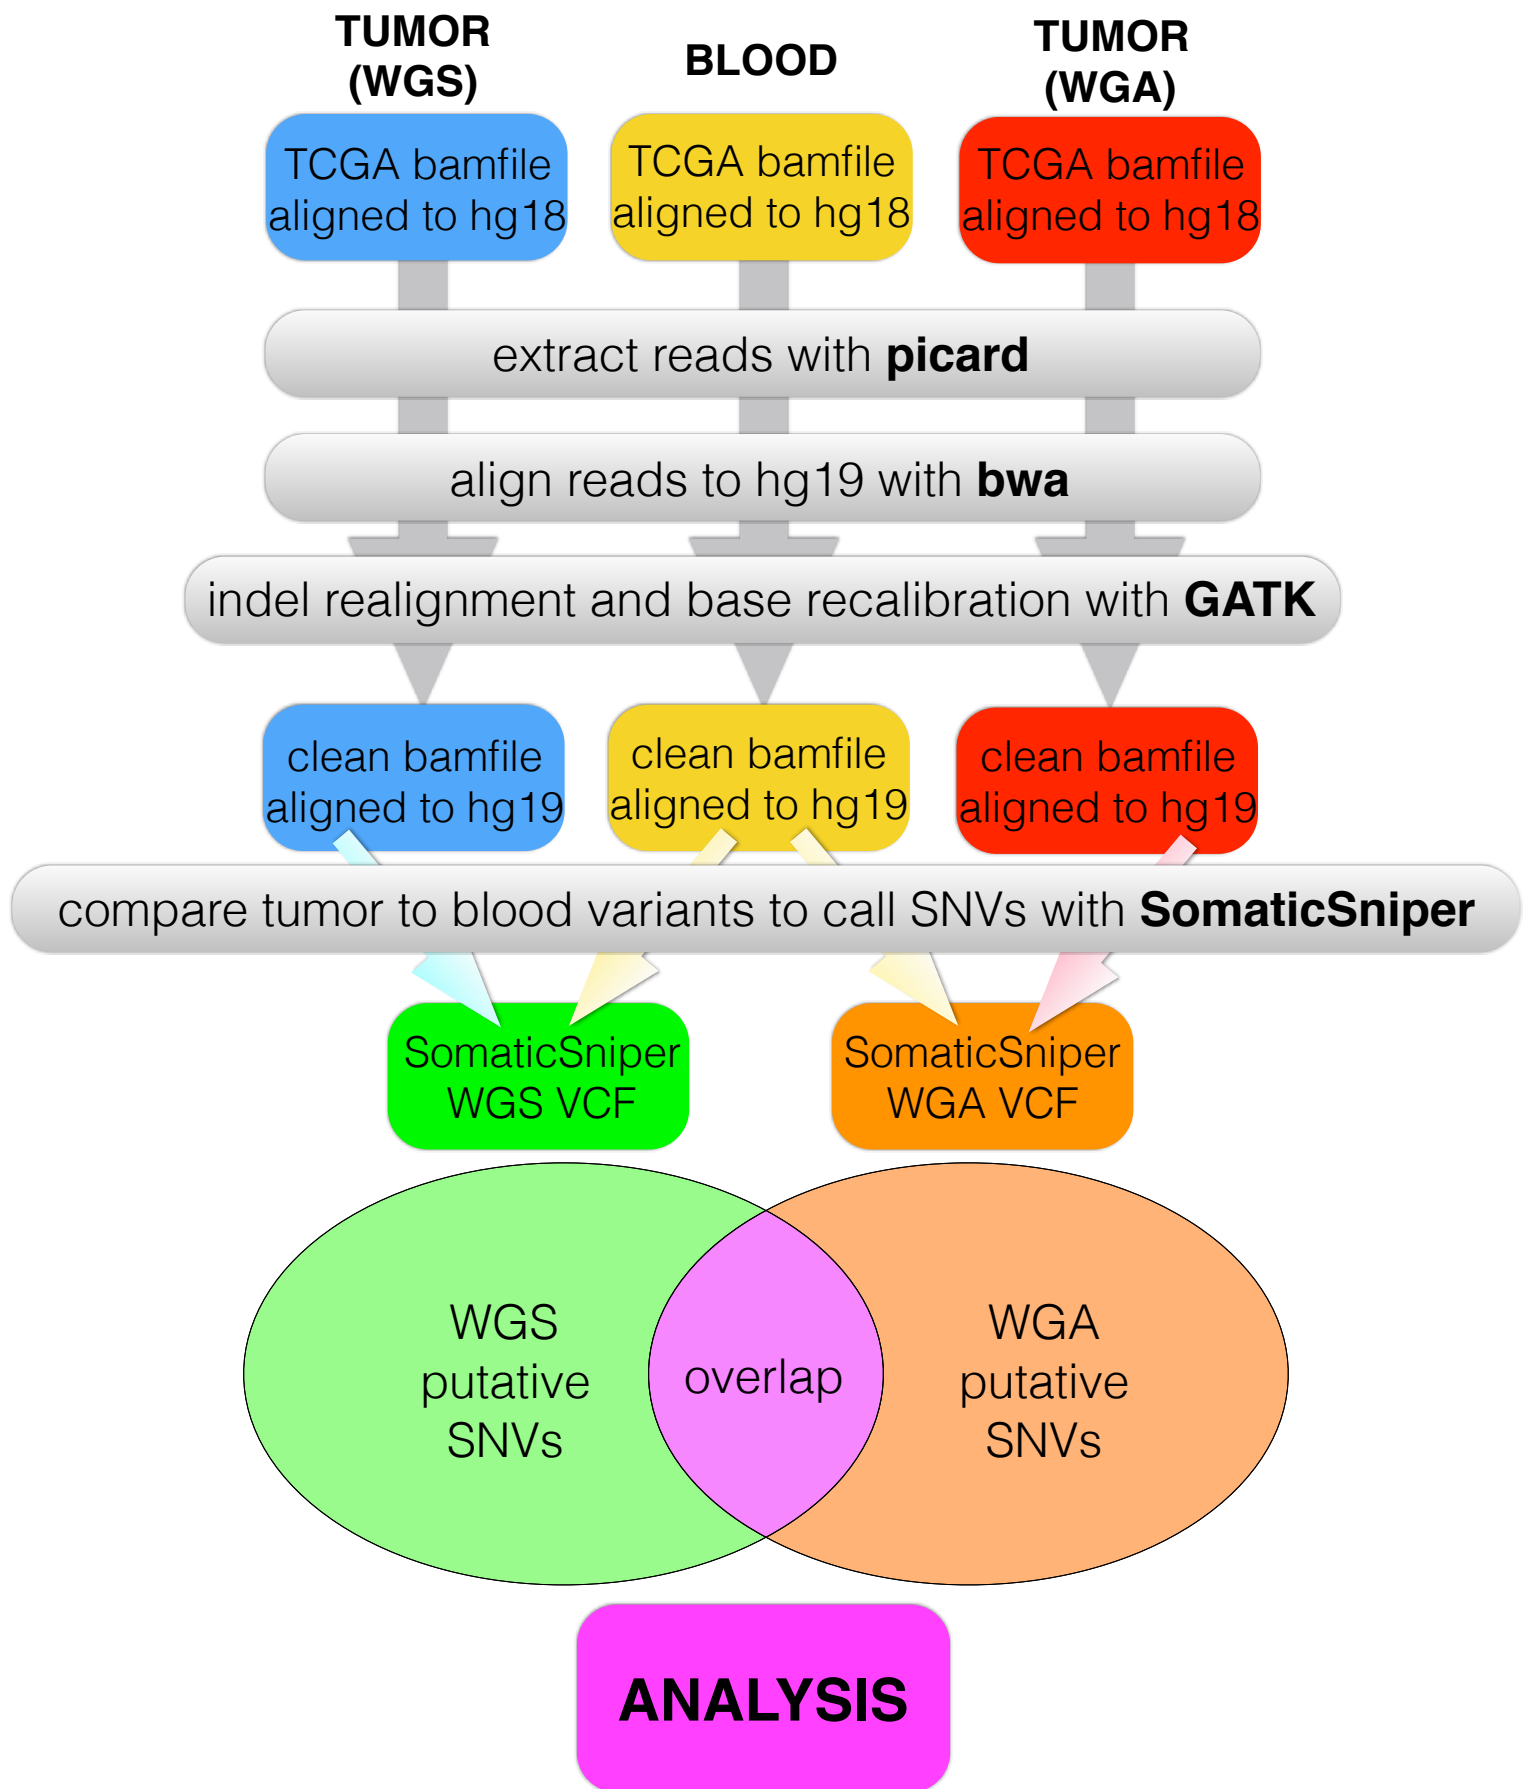 TUMOR
(WGS)
BLOOD
TUMOR
(WGA)
TCGA bamfile
aligned to hg18
TCGA bamfile
aligned to hg18
TCGA bamfile
aligned to hg18
extract reads with picard
align reads to hg19 with bwa
indel realignment and base recalibration with GATK
clean bamfile
aligned to hg19
clean bamfile
aligned to hg19
clean bamfile
aligned to hg19
compare tumor to blood variants to call SNVs with SomaticSniper
SomaticSniper
WGS VCF
SomaticSniper
WGA VCF
WGS
putative
SNVs
overlap
WGA
putative
SNVs
ANALYSIS